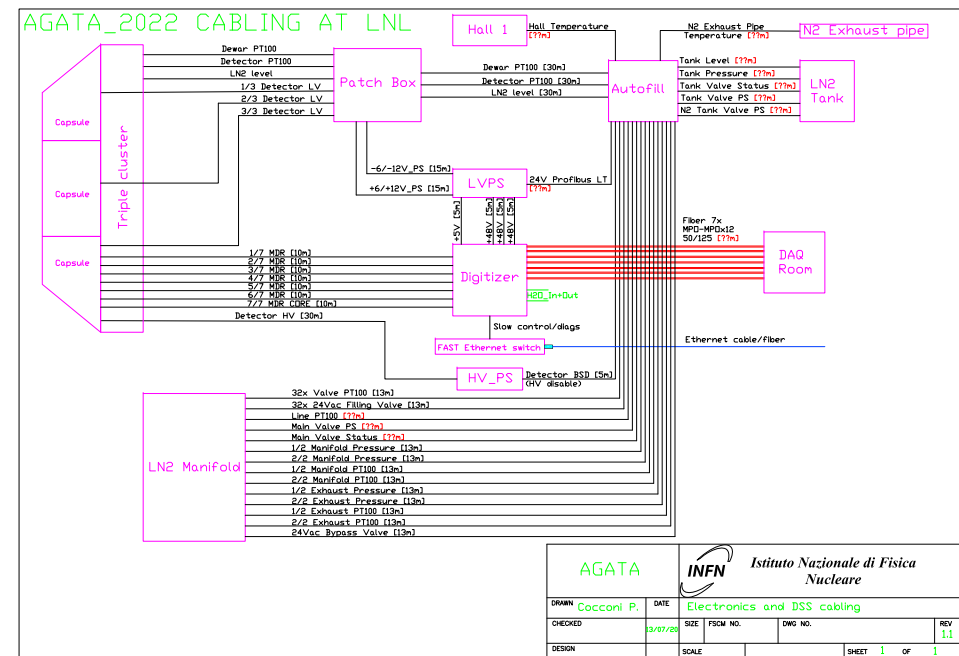 AGATA_2022 CABLING AT LNL
Hall 1
Hall Temperature
[??m]
N2 Exhaust Pipe
Temperature [??m]
N2 Exhaust pipe
Dewar PT100
Detector PT100
LN2 level
1/3 Detector LV
2/3 Detector LV
3/3 Detector LV
Patch Box
Dewar PT100 [30m]
Detector PT100 [30m]
LN2 level [30m]
Autofill
Tank Level [??m]
Tank Pressure [??m]
Tank Valve Status [??m]
Tank Valve PS [??m]
N2 Tank Valve PS [??m]
LN2
Tank
Capsule
Capsule
Capsule
Triple cluster
-6/-12V_PS [15m]
+6/+12V_PS [15m]
LVPS
24V Profibus LT
[??m]
+5V [5m]
+48V [5m]
+48V [5m]
+48V [5m]
Fiber 7x
MPO-MPOx12
50/125 [??m]
DAQ
Room
1/7 MDR [10m]
2/7 MDR [10m]
3/7 MDR [10m]
4/7 MDR [10m]
5/7 MDR [10m]
6/7 MDR [10m]
7/7 MDR CORE [10m]
Detector HV [30m]
Digitizer
H2O_In+Out
Slow control/diags
FAST Ethernet switch
Ethernet cable/fiber
HV_PS
Detector BSD [5m]
(HV disable)
LN2 Manifold
32x Valve PT100 [13m]
32x 24Vac Filling Valve [13m]
Line PT100 [??m]
Main Valve PS [??m]
Main Valve Status [??m]
1/2 Manifold Pressure [13m]
2/2 Manifold Pressure [13m]
1/2 Manifold PT100 [13m]
2/2 Manifold PT100 [13m]
1/2 Exhaust Pressure [13m]
2/2 Exhaust Pressure [13m]
1/2 Exhaust PT100 [13m]
2/2 Exhaust PT100 [13m]
24Vac Bypass Valve [13m]
AGATA
INFN
Istituto Nazionale di Fisica
Nucleare
DRAWN Cocconi P.
DATE
Electronics and DSS cabling
CHECKED
13/07/20
SIZE
FSCM NO.
DWG NO.
REV
1.1
DESIGN
SCALE
SHEET 1 OF 1